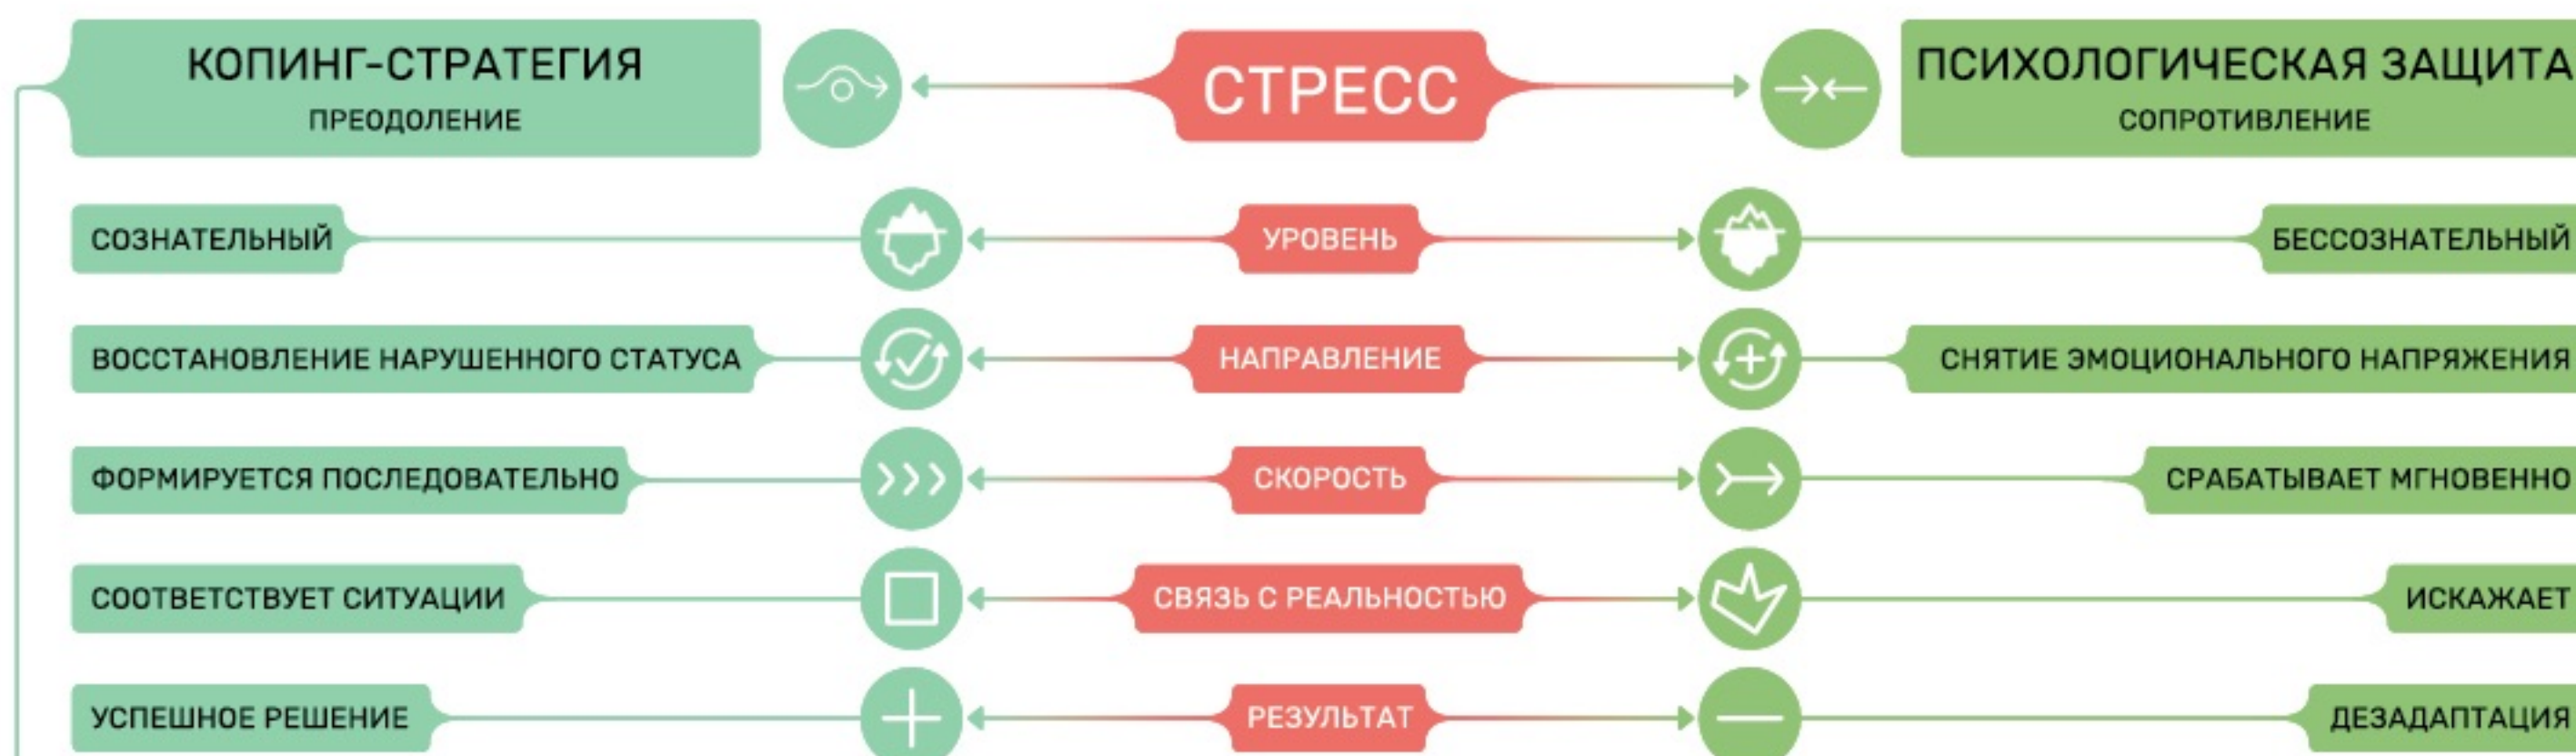 КОПИНГ-СТРАТЕГИЯ
ПРЕОДОЛЕНИЕ
СТРЕСС
ПСИХОЛОГИЧЕСКАЯ ЗАЩИТА
СОПРОТИВЛЕНИЕ
СОЗНАТЕЛЬНЫЙ
УРОВЕНЬ
БЕССОЗНАТЕЛЬНЫЙ
ВОССТАНОВЛЕНИЕ НАРУШЕННОГО СТАТУСА
НАПРАВЛЕНИЕ
СНЯТИЕ ЭМОЦИОНАЛЬНОГО НАПРЯЖЕНИЯ
ФОРМИРУЕТСЯ ПОСЛЕДОВАТЕЛЬНО
СКОРОСТЬ
СРАБАТЫВАЕТ МГНОВЕННО
СООТВЕТСТВУЕТ СИТУАЦИИ
СВЯЗЬ С РЕАЛЬНОСТЬЮ
ИСКАЖАЕТ
УСПЕШНОЕ РЕШЕНИЕ
РЕЗУЛЬТАТ
ДЕЗАДАПТАЦИЯ